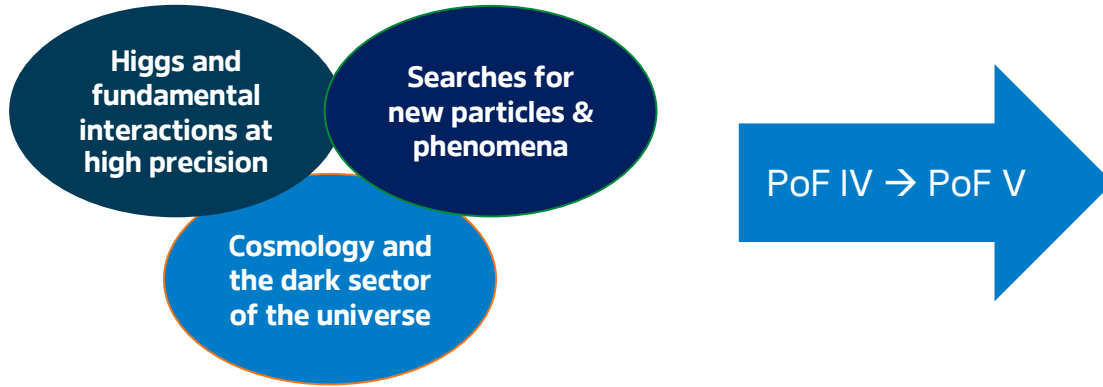 Higgs and
fundamental
interactions at
high precision
Searches for
new particles &
phenomena
Cosmology and
the dark sector
of the universe
PoF IV → PoF V